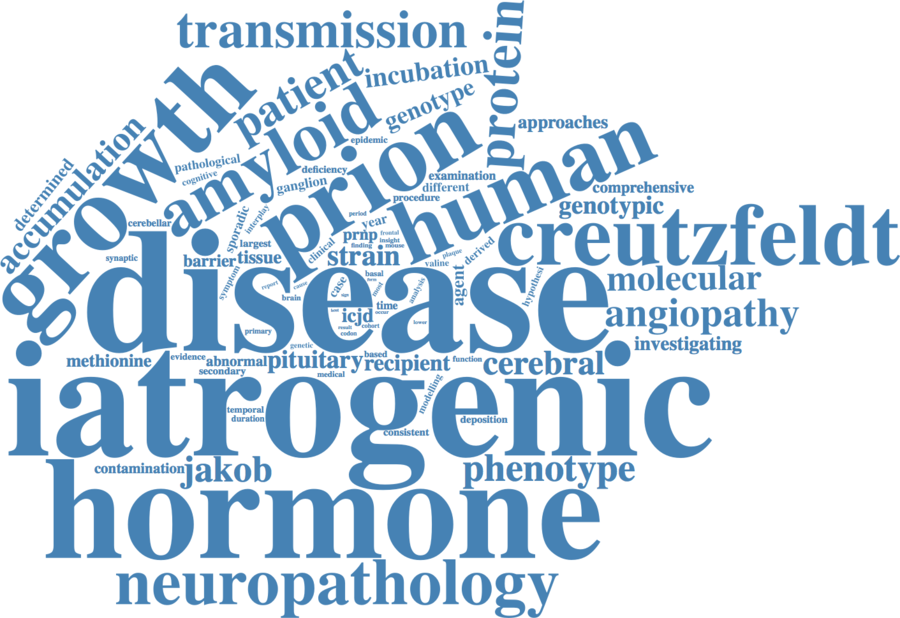 transmission
growth
patient
incubation
protein
accumulation
determined
amyloid
genotype
epidemic
pathological
cognitive
deficiency
ganglion
prion
human
approaches
examination
different
procedure
comprehensive
genotypic
creutzfeldt
cerebellar
sporadic
interplay
largest
barrier
tissue
synaptic
symptom
clinical
period
year
prnp
frontal
insight
finding
mouse
strain
valine
plaque
derived
agent
hypothesi
disease
report
cause
brain
case
sign
basal
form
most
analysis
time
occur
icjd
result
cohort
codon
lower
primary
genetic
molecular
angiopathy
investigating
methionine
evidence
abnormal
secondary
pituitary
based
recipient
function
cerebral
medical
modelling
iatrogenic
temporal
duration
consistent
deposition
contamination
jakob
phenotype
hormone
neuropathology